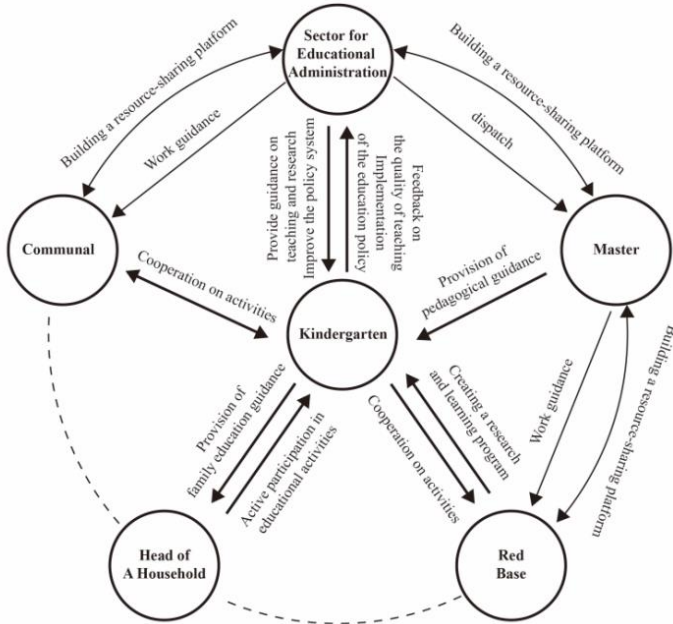 Sector for
Educational
Administration
Building a resource-sharing platform
Work guidance
Building a resource-sharing platform
dispatch
Provide guidance on
teaching and research
Improve the policy system
Feedback on
the quality of teaching
Implementation
of the education policy
Communal
Master
Cooperation on activities
Provision of
pedagogical guidance
Kindergarten
Provision of
family education guidance
Active participation in
educational activities
Cooperation on activities
Creating a research
and learning program
Work guidance
Building a resource-sharing platform
Head of
A Household
Red
Base